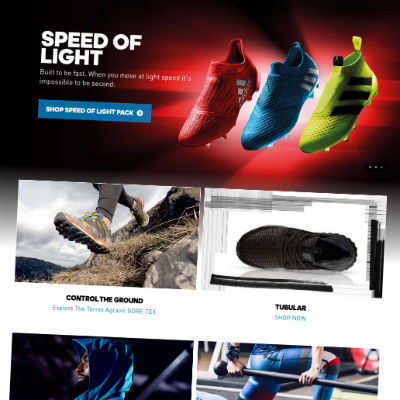 SPEED OF
LIGHT
Built to be fast. When you move at light speed it's
impossible to be second.
SHOP SPEED OF LIGHT PACK
CONTROL THE GROUND
Explore The Terrex Agravic GORE-TEX
TUBULAR
SHOP NOW